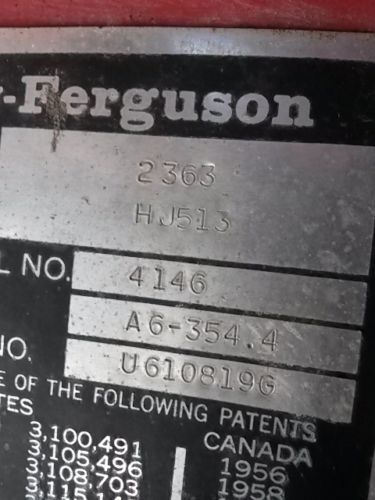 -Ferguson
2363
HJ513
L NO. 4146
A6-354.4
NO. U610819G
E OF THE FOLLOWING PATENTS
TES CANADA
3,100,491 1956
3,105,496 1958
3,108,703